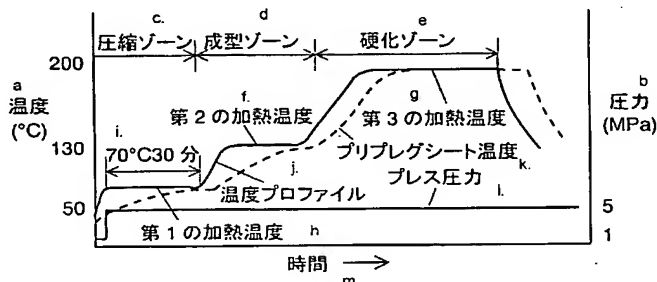 c. d e
圧縮ゾーン 成型ゾーン 硬化ゾーン
200
a
温度
(°C)
b
圧力
(MPa)
f.
第2の加熱温度
g
第3の加熱温度
i.
70°C30分
130
j.
プリプレグシート温度
k.
温度プロファイル
プレス圧力
l.
50
5
第1の加熱温度 h
1
時間
m